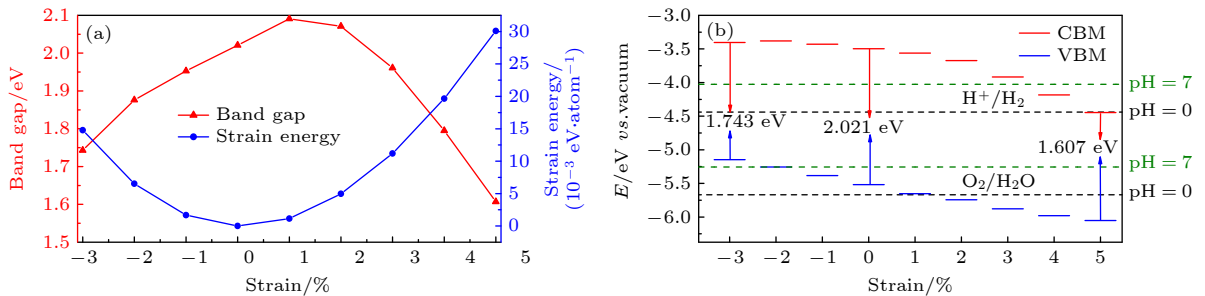 (a)
Band gap/eV
2.1
2.0
1.9
1.8
1.7
1.6
1.5
Band gap
Strain energy
30
25
20
15
10
5
0
Strain energy/
(10⁻³ eV·atom⁻¹)
−3 −2 −1 0 1 2 3 4 5
Strain/%
(b)
E/eV vs.vacuum
−3.0
−3.5
−4.0
−4.5
−5.0
−5.5
−6.0
CBM
VBM
pH = 7
H⁺/H₂
pH = 0
1.743 eV
2.021 eV
1.607 eV
pH = 7
O₂/H₂O
pH = 0
−3 −2 −1 0 1 2 3 4 5
Strain/%